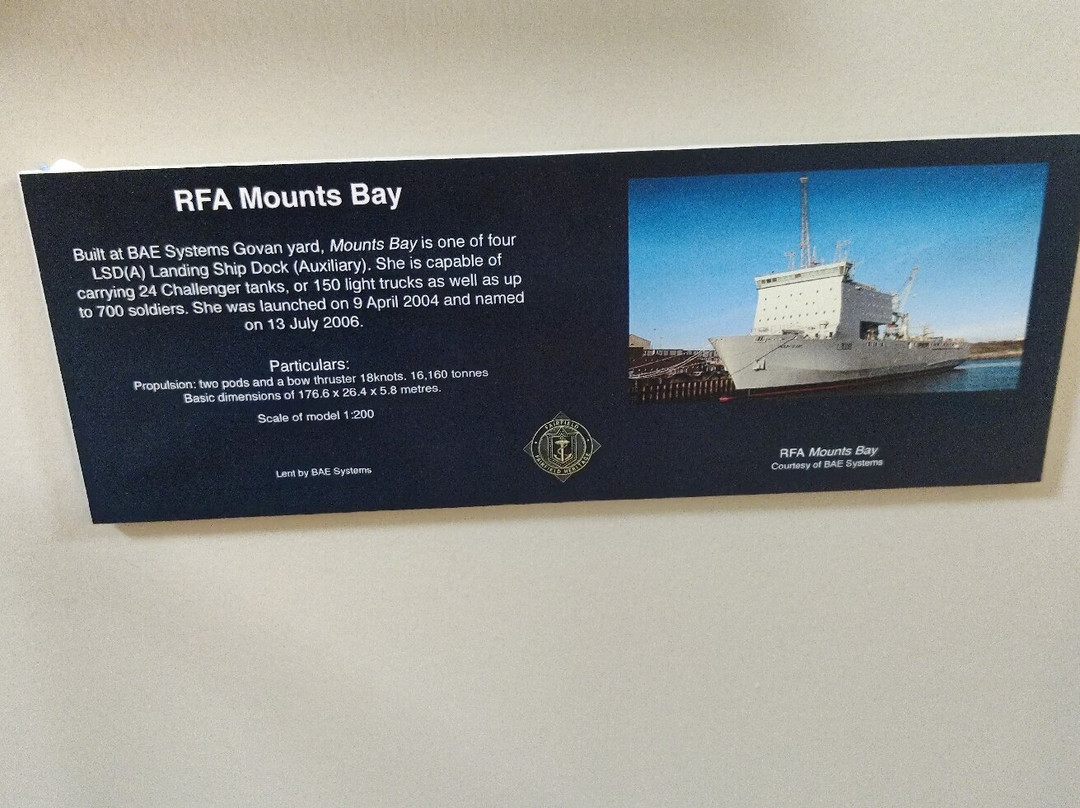 RFA Mounts Bay
Built at BAE Systems Govan yard, Mounts Bay is one of four
LSD(A) Landing Ship Dock (Auxiliary). She is capable of
carrying 24 Challenger tanks, or 150 light trucks as well as up
to 700 soldiers. She was launched on 9 April 2004 and named
on 13 July 2006.
Particulars:
Propulsion: two pods and a bow thruster 18knots. 16,160 tonnes
Basic dimensions of 176.6 x 26.4 x 5.8 metres.
Scale of model 1:200
Lent by BAE Systems
FAIRFIELD
FAIRFIELD HERITAGE
RFA Mounts Bay
Courtesy of BAE Systems